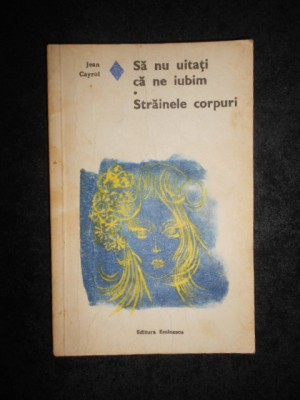 Jean
Cayrol
Să nu uitați
că ne iubim
•
Străinele corpuri
Editura Eminescu